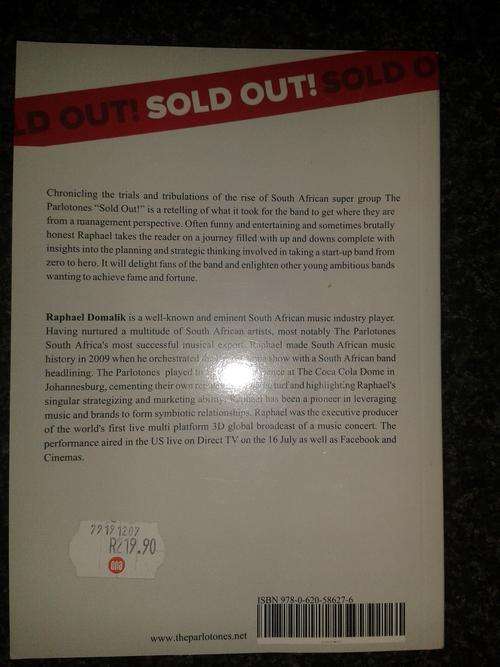 LD OUT! SOLD OUT! SOLD O
Chronicling the trials and tribulations of the rise of South African super group The
Parlotones "Sold Out!" is a retelling of what it took for the band to get where they are
from a management perspective. Often funny and entertaining and sometimes brutally
honest Raphael takes the reader on a journey filled with up and downs complete with
insights into the planning and strategic thinking involved in taking a start-up band from
zero to hero. It will delight fans of the band and enlighten other young ambitious bands
wanting to achieve fame and fortune.
Raphael Domalik is a well-known and eminent South African music industry player.
Having nurtured a multitude of South African artists, most notably The Parlotones
South Africa's most successful musical export. Raphael made South African music
history in 2009 when he orchestrated show with a South African band
headlining. The Parlotones played to at The Coca Cola Dome in
Johannesburg, cementing their own turf and highlighting Raphael's
singular strategizing and marketing ability. Raphael has been a pioneer in leveraging
music and brands to form symbiotic relationships. Raphael was the executive producer
of the world's first live multi platform 3D global broadcast of a music concert. The
performance aired in the US live on Direct TV on the 16 July as well as Facebook and
Cinemas.
R219.90
ISBN 978-0-620-58627-6
www.theparlotones.net